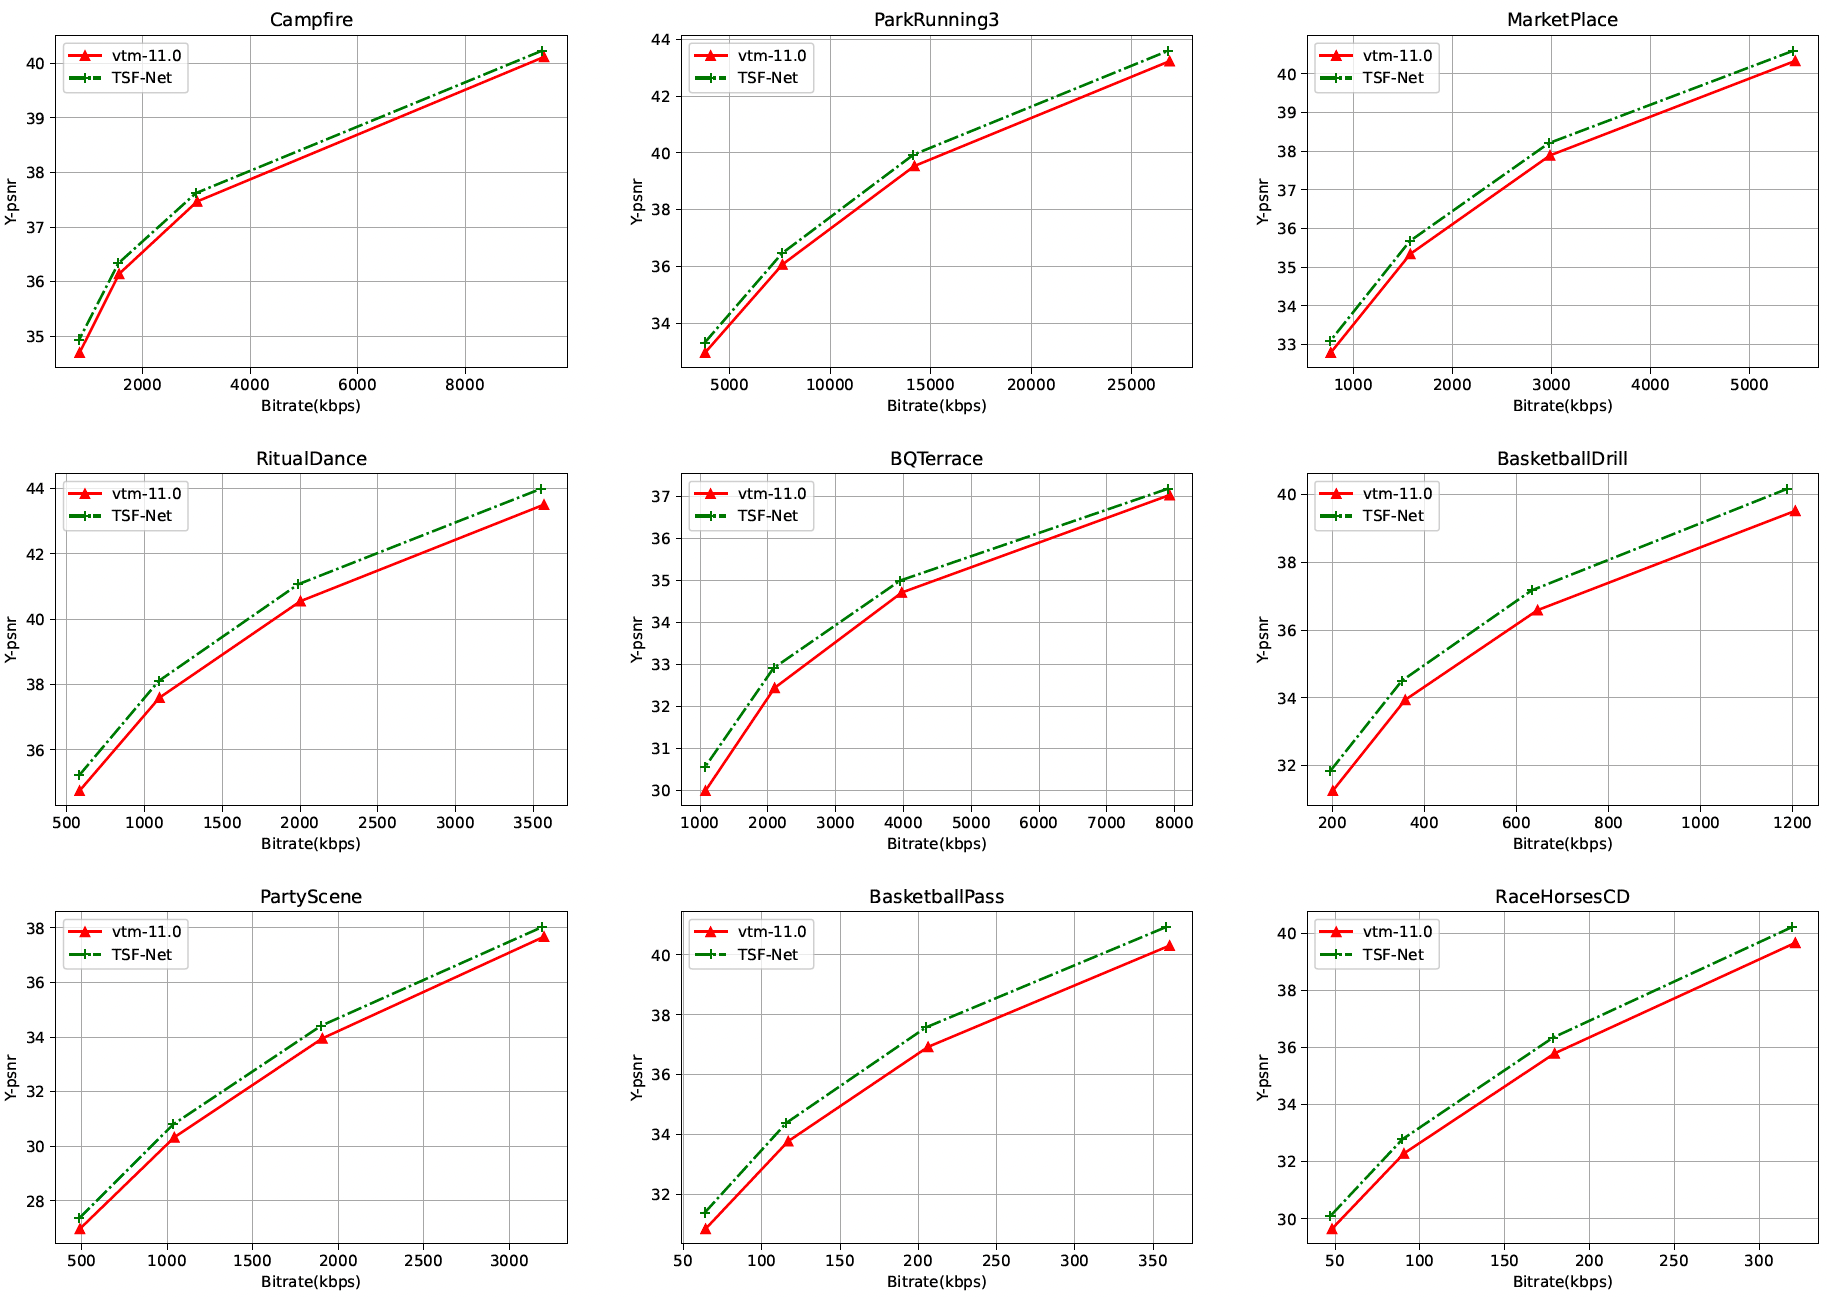 Campfire
vtm-11.0
TSF-Net
40
39
38
37
36
35
Y-psnr
2000 4000 6000 8000
Bitrate(kbps)
ParkRunning3
vtm-11.0
TSF-Net
44
42
40
38
36
34
Y-psnr
5000 10000 15000 20000 25000
Bitrate(kbps)
MarketPlace
vtm-11.0
TSF-Net
40
39
38
37
36
35
34
33
Y-psnr
1000 2000 3000 4000 5000
Bitrate(kbps)
RitualDance
vtm-11.0
TSF-Net
44
42
40
38
36
Y-psnr
500 1000 1500 2000 2500 3000 3500
Bitrate(kbps)
BQTerrace
vtm-11.0
TSF-Net
37
36
35
34
33
32
31
30
Y-psnr
1000 2000 3000 4000 5000 6000 7000 8000
Bitrate(kbps)
BasketballDrill
vtm-11.0
TSF-Net
40
38
36
34
32
Y-psnr
200 400 600 800 1000 1200
Bitrate(kbps)
PartyScene
vtm-11.0
TSF-Net
38
36
34
32
30
28
Y-psnr
500 1000 1500 2000 2500 3000
Bitrate(kbps)
BasketballPass
vtm-11.0
TSF-Net
40
38
36
34
32
Y-psnr
50 100 150 200 250 300 350
Bitrate(kbps)
RaceHorsesCD
vtm-11.0
TSF-Net
40
38
36
34
32
30
Y-psnr
50 100 150 200 250 300
Bitrate(kbps)